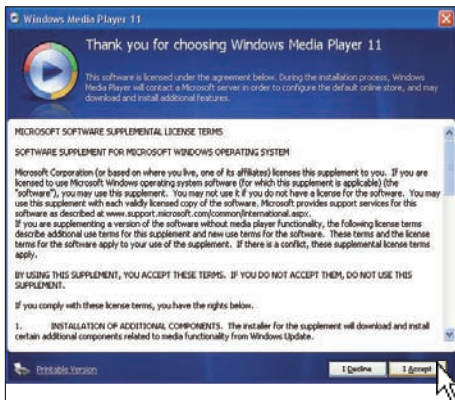 Windows Media Player 11
Thank you for choosing Windows Media Player 11
This software is licensed under the agreement below. During the installation process, Windows
Media Player will contact a Microsoft server in order to configure the default online store, and may
download and install additional features.
MICROSOFT SOFTWARE SUPPLEMENTAL LICENSE TERMS
SOFTWARE SUPPLEMENT FOR MICROSOFT WINDOWS OPERATING SYSTEM
Microsoft Corporation (or based on where you live, one of its affiliates) licenses this supplement to you. If you are
licensed to use Microsoft Windows operating system software (for which this supplement is applicable) (the
"software"), you may use this supplement. You may not use it if you do not have a license for the software. You may
use this supplement with each validly licensed copy of the software. Microsoft provides support services for this
software as described at www.support.microsoft.com/common/international.aspx.
If you are supplementing a version of the software without media player functionality, the following license terms
describe additional use terms for this supplement and new use terms for the software. These terms and the license
terms for the software apply to your use of the supplement. If there is a conflict, these supplemental license terms
apply.
BY USING THIS SUPPLEMENT, YOU ACCEPT THESE TERMS. IF YOU DO NOT ACCEPT THEM, DO NOT USE THIS
SUPPLEMENT.
If you comply with these license terms, you have the rights below.
1. INSTALLATION OF ADDITIONAL COMPONENTS. The installer for the supplement will download and install
certain additional components related to media functionality from Windows Update.
Printable Version
I Decline
I Accept